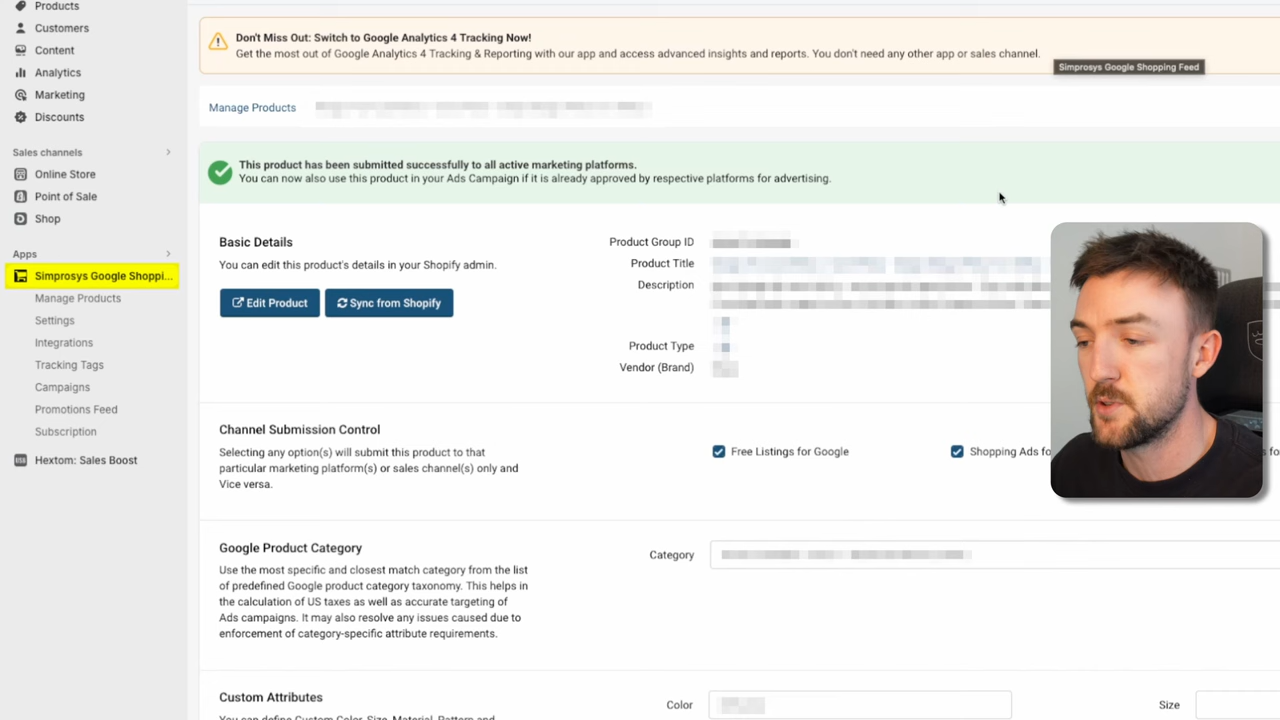 Products
Customers
Content
Analytics
Marketing
Discounts
Sales channels
Online Store
Point of Sale
Shop
Apps
Simprosys Google Shoppi...
Manage Products
Settings
Integrations
Tracking Tags
Campaigns
Promotions Feed
Subscription
Hextom: Sales Boost
Don't Miss Out: Switch to Google Analytics 4 Tracking Now!
Get the most out of Google Analytics 4 Tracking & Reporting with our app and access advanced insights and reports. You don't need any other app or sales channel.
Simprosys Google Shopping Feed
Manage Products
This product has been submitted successfully to all active marketing platforms.
You can now also use this product in your Ads Campaign if it is already approved by respective platforms for advertising.
Basic Details
You can edit this product's details in your Shopify admin.
Edit Product
Sync from Shopify
Product Group ID
Product Title
Description
Product Type
Vendor (Brand)
Channel Submission Control
Selecting any option(s) will submit this product to that
particular marketing platform(s) or sales channel(s) only and
Vice versa.
Free Listings for Google
Shopping Ads fo
Google Product Category
Use the most specific and closest match category from the list
of predefined Google product category taxonomy. This helps in
the calculation of US taxes as well as accurate targeting of
Ads campaigns. It may also resolve any issues caused due to
enforcement of category-specific attribute requirements.
Category
Custom Attributes
You can define Custom Color, Size, Material, Pattern and
Color
Size